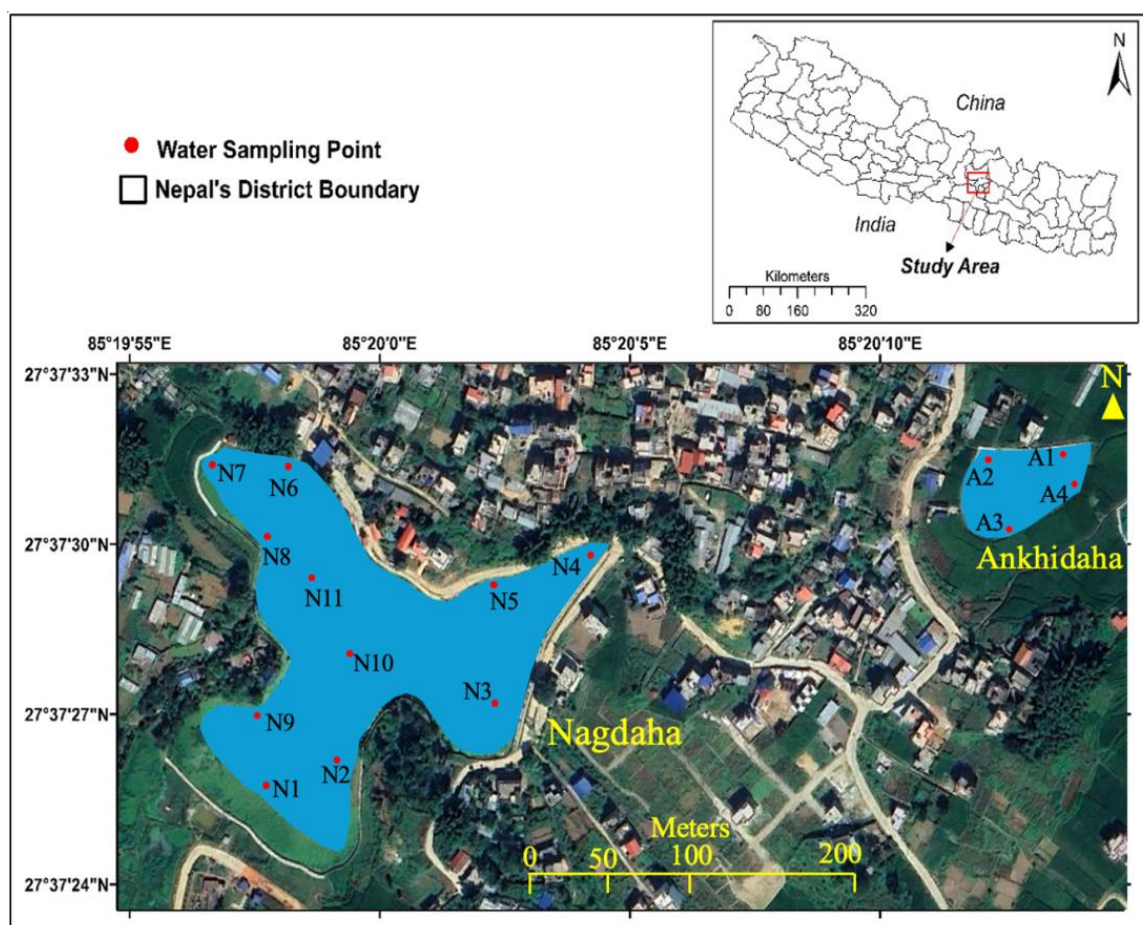 N
China
India
Study Area
Kilometers
0 80 160 320
Water Sampling Point
Nepal's District Boundary
85°19'55"E 85°20'0"E 85°20'5"E 85°20'10"E
27°37'33"N
27°37'30"N
27°37'27"N
27°37'24"N
N
N7
N6
N8
N11
N4
N5
N10
N3
N9
N2
N1
A2
A1
A4
A3
Ankhidaha
Nagdaha
Meters
0 50 100 200